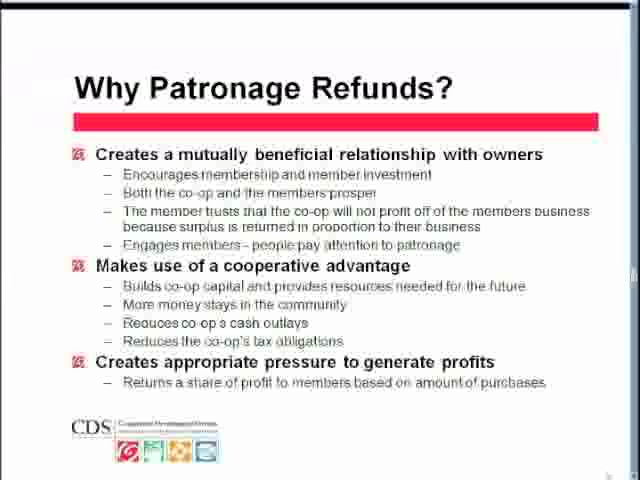 Why Patronage Refunds?
Creates a mutually beneficial relationship with owners
– Encourages membership and member investment
– Both the co-op and the members prosper
– The member trusts that the co-op will not profit off of the members business
because surplus is returned in proportion to their business
– Engages members - people pay attention to patronage
Makes use of a cooperative advantage
– Builds co-op capital and provides resources needed for the future
– More money stays in the community
– Reduces co-op's cash outlays
– Reduces the co-op's tax obligations
Creates appropriate pressure to generate profits
– Returns a share of profit to members based on amount of purchases
CDS